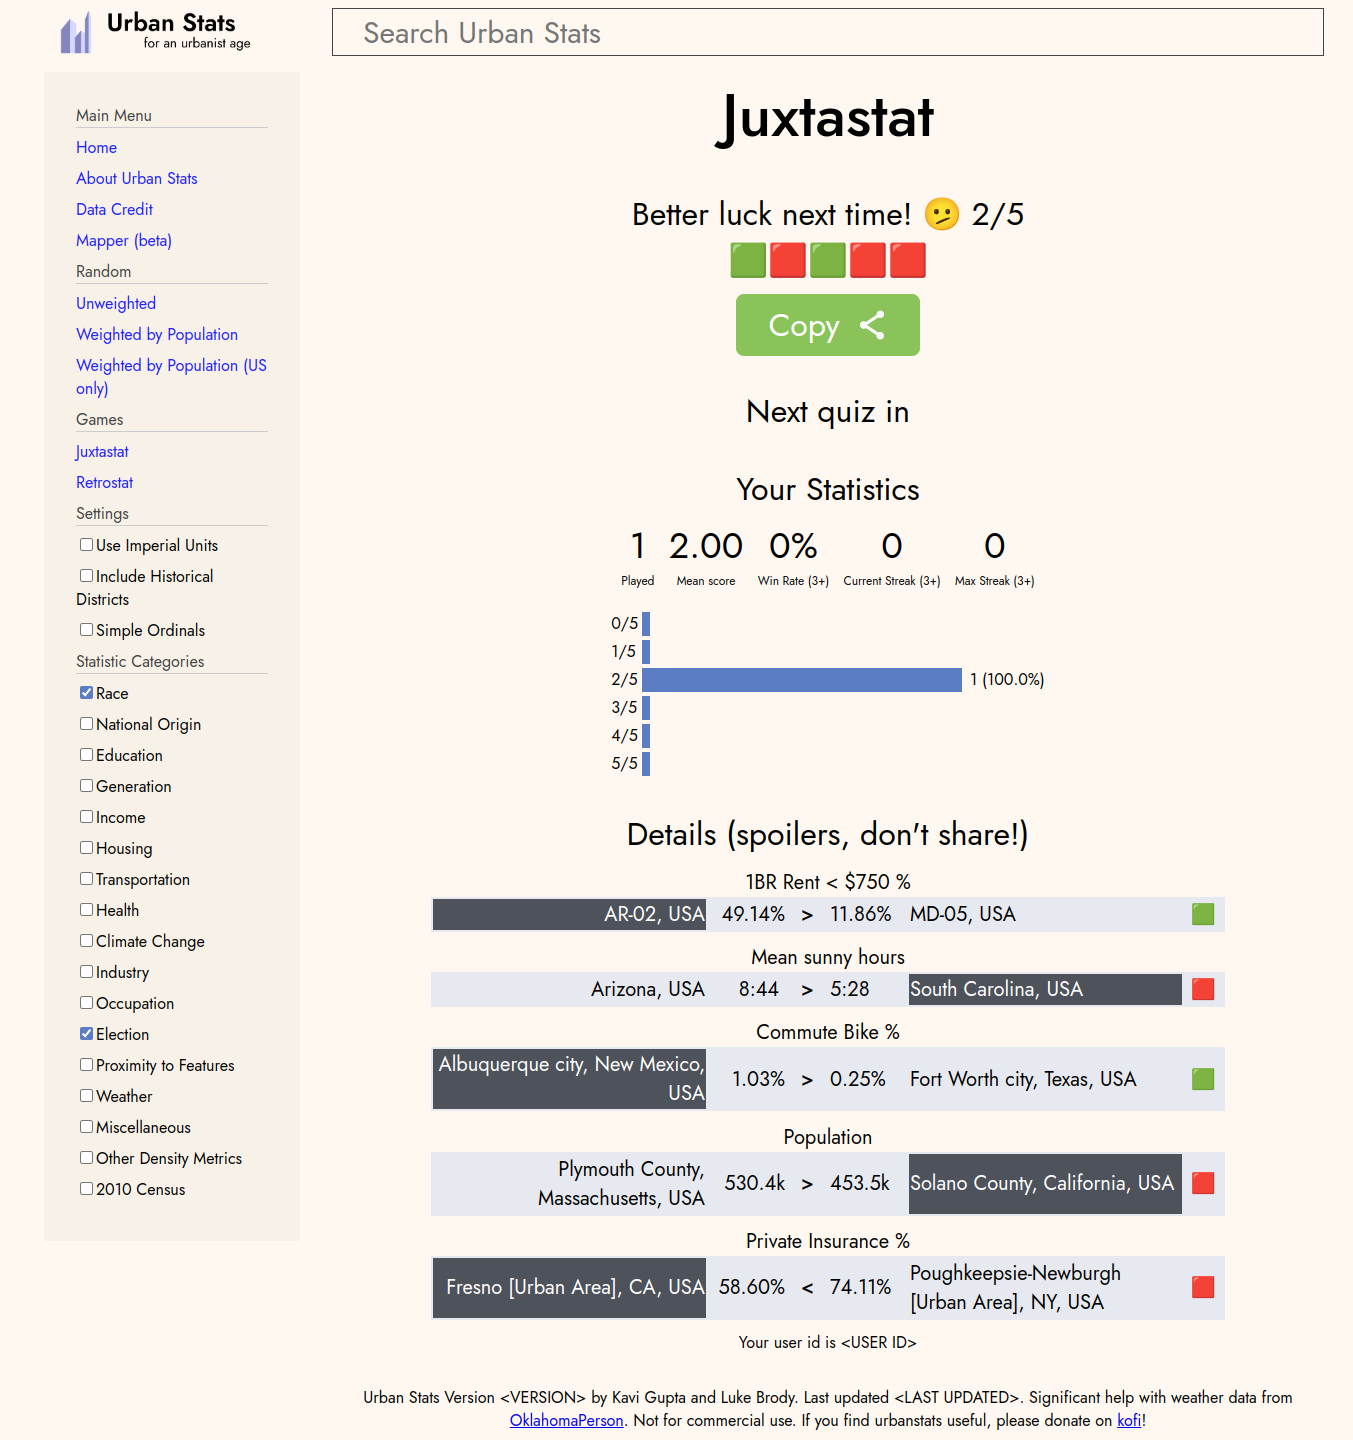 Urban Stats
for an urbanist age
Search Urban Stats
Main Menu
Home
About Urban Stats
Data Credit
Mapper (beta)
Random
Unweighted
Weighted by Population
Weighted by Population (US
only)
Games
Juxtastat
Retrostat
Settings
Use Imperial Units
Include Historical
Districts
Simple Ordinals
Statistic Categories
Race
National Origin
Education
Generation
Income
Housing
Transportation
Health
Climate Change
Industry
Occupation
Election
Proximity to Features
Weather
Miscellaneous
Other Density Metrics
2010 Census
Juxtastat
Better luck next time! 🫤 2/5
🟩🟥🟩🟥🟥
Copy
Next quiz in
Your Statistics
1 2.00 0% 0 0
Played Mean score Win Rate (3+) Current Streak (3+) Max Streak (3+)
0/5
1/5
2/5 1 (100.0%)
3/5
4/5
5/5
Details (spoilers, don't share!)
1BR Rent < $750 %
AR-02, USA 49.14% > 11.86% MD-05, USA 🟩
Mean sunny hours
Arizona, USA 8:44 > 5:28 South Carolina, USA 🟥
Commute Bike %
Albuquerque city, New Mexico,
USA 1.03% > 0.25% Fort Worth city, Texas, USA 🟩
Population
Plymouth County,
Massachusetts, USA 530.4k > 453.5k Solano County, California, USA 🟥
Private Insurance %
Fresno [Urban Area], CA, USA 58.60% < 74.11% Poughkeepsie-Newburgh
[Urban Area], NY, USA 🟥
Your user id is <USER ID>
Urban Stats Version <VERSION> by Kavi Gupta and Luke Brody. Last updated <LAST UPDATED>. Significant help with weather data from
OklahomaPerson. Not for commercial use. If you find urbanstats useful, please donate on kofi!